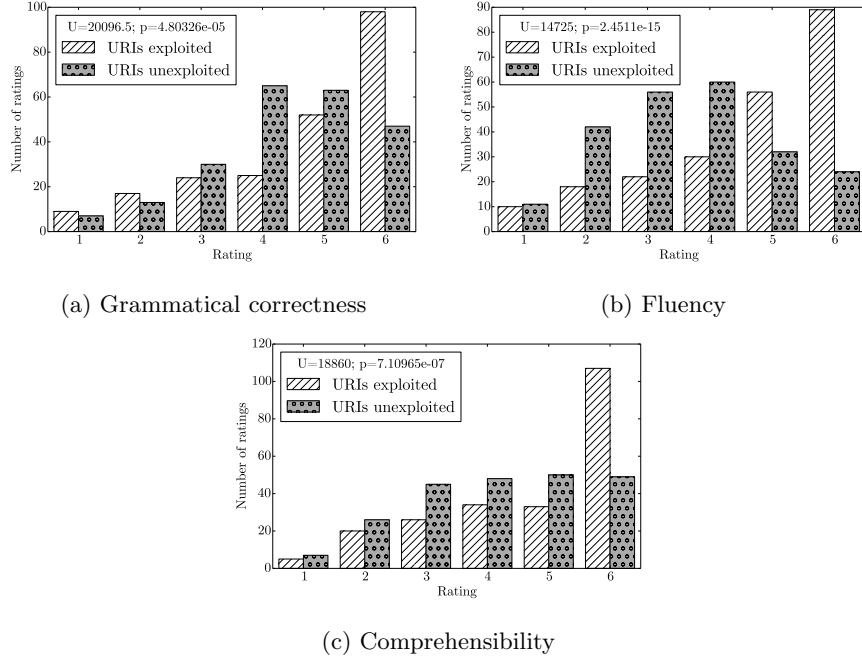 U=20096.5; p=4.80326e-05
URIs exploited
URIs unexploited
100
80
60
40
20
0
Number of ratings
1 2 3 4 5 6
Rating
(a) Grammatical correctness
U=14725; p=2.4511e-15
URIs exploited
URIs unexploited
90
80
70
60
50
40
30
20
10
0
Number of ratings
1 2 3 4 5 6
Rating
(b) Fluency
U=18860; p=7.10965e-07
URIs exploited
URIs unexploited
120
100
80
60
40
20
0
Number of ratings
1 2 3 4 5 6
Rating
(c) Comprehensibility